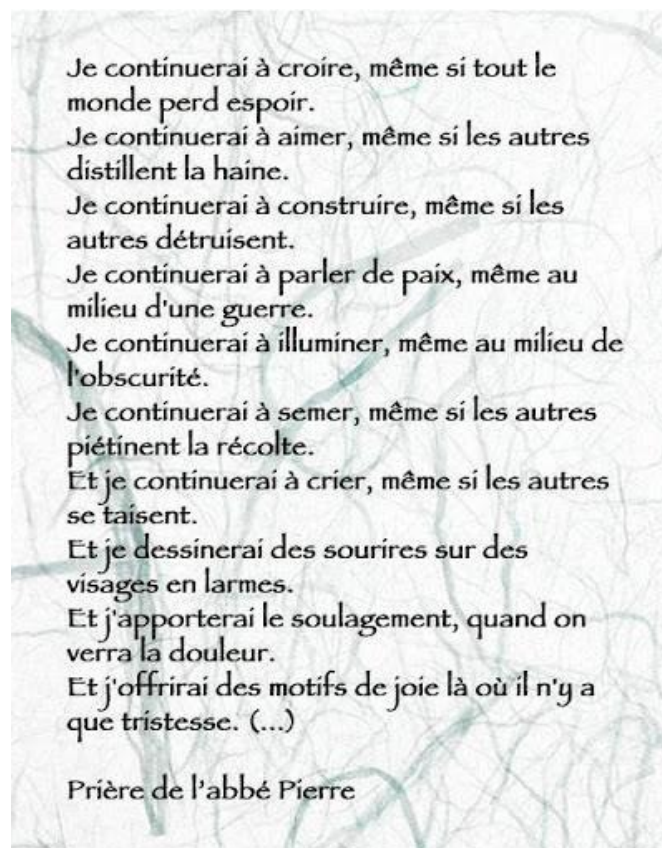 Je continuerai à croire, même si tout le
monde perd espoir.
Je continuerai à aimer, même si les autres
distillent la haine.
Je continuerai à construire, même si les
autres détruisent.
Je continuerai à parler de paix, même au
milieu d'une guerre.
Je continuerai à illuminer, même au milieu de
l'obscurité.
Je continuerai à semer, même si les autres
piétinent la récolte.
Et je continuerai à crier, même si les autres
se taisent.
Et je dessinerai des sourires sur des
visages en larmes.
Et j'apporterai le soulagement, quand on
verra la douleur.
Et j'offrirai des motifs de joie là où il n'y a
que tristesse. (...)
Prière de l’abbé Pierre